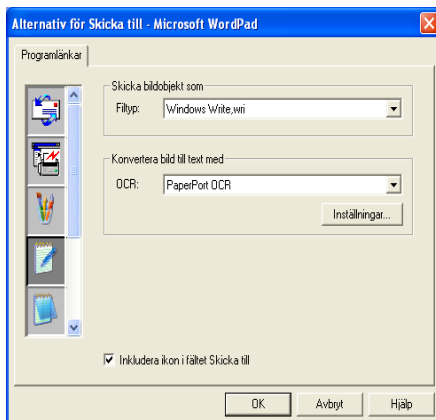 Alternativ för Skicka till - Microsoft WordPad
Programlänkar
Skicka bildobjekt som
Filtyp: Windows Write,wri
Konvertera bild till text med
OCR: PaperPort OCR
Inställningar...
Inkludera ikon i fältet Skicka till
OK Avbryt Hjälp